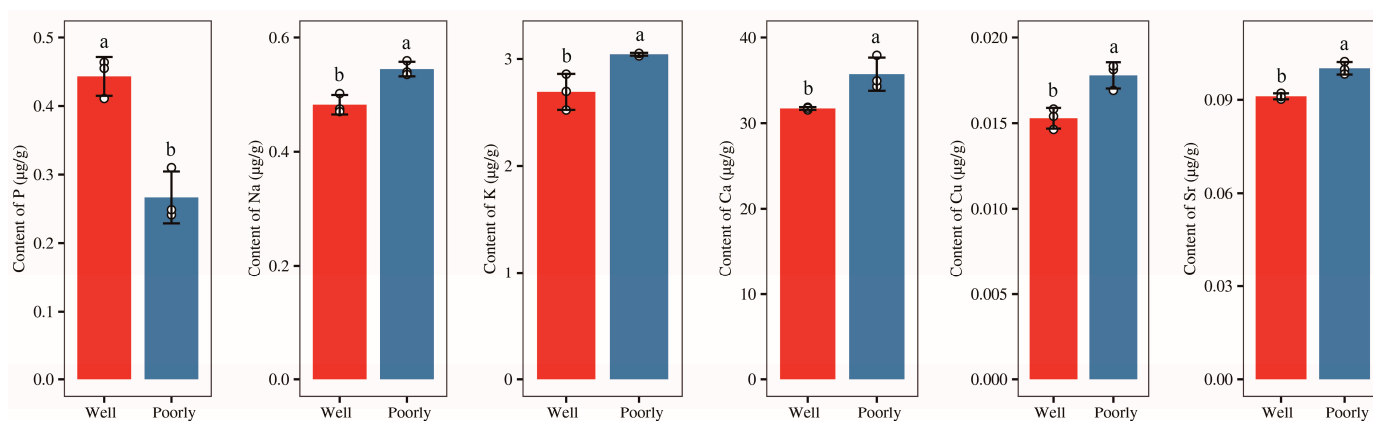 Content of P (μg/g)
0.5
0.4
0.3
0.2
0.1
0.0
a
b
Well Poorly
Content of Na (μg/g)
0.6
0.4
0.2
0.0
b
a
Well Poorly
Content of K (μg/g)
3
2
1
0
b
a
Well Poorly
Content of Ca (μg/g)
40
30
20
10
0
b
a
Well Poorly
Content of Cu (μg/g)
0.020
0.015
0.010
0.005
0.000
b
a
Well Poorly
Content of Sr (μg/g)
0.09
0.06
0.03
0.00
b
a
Well Poorly